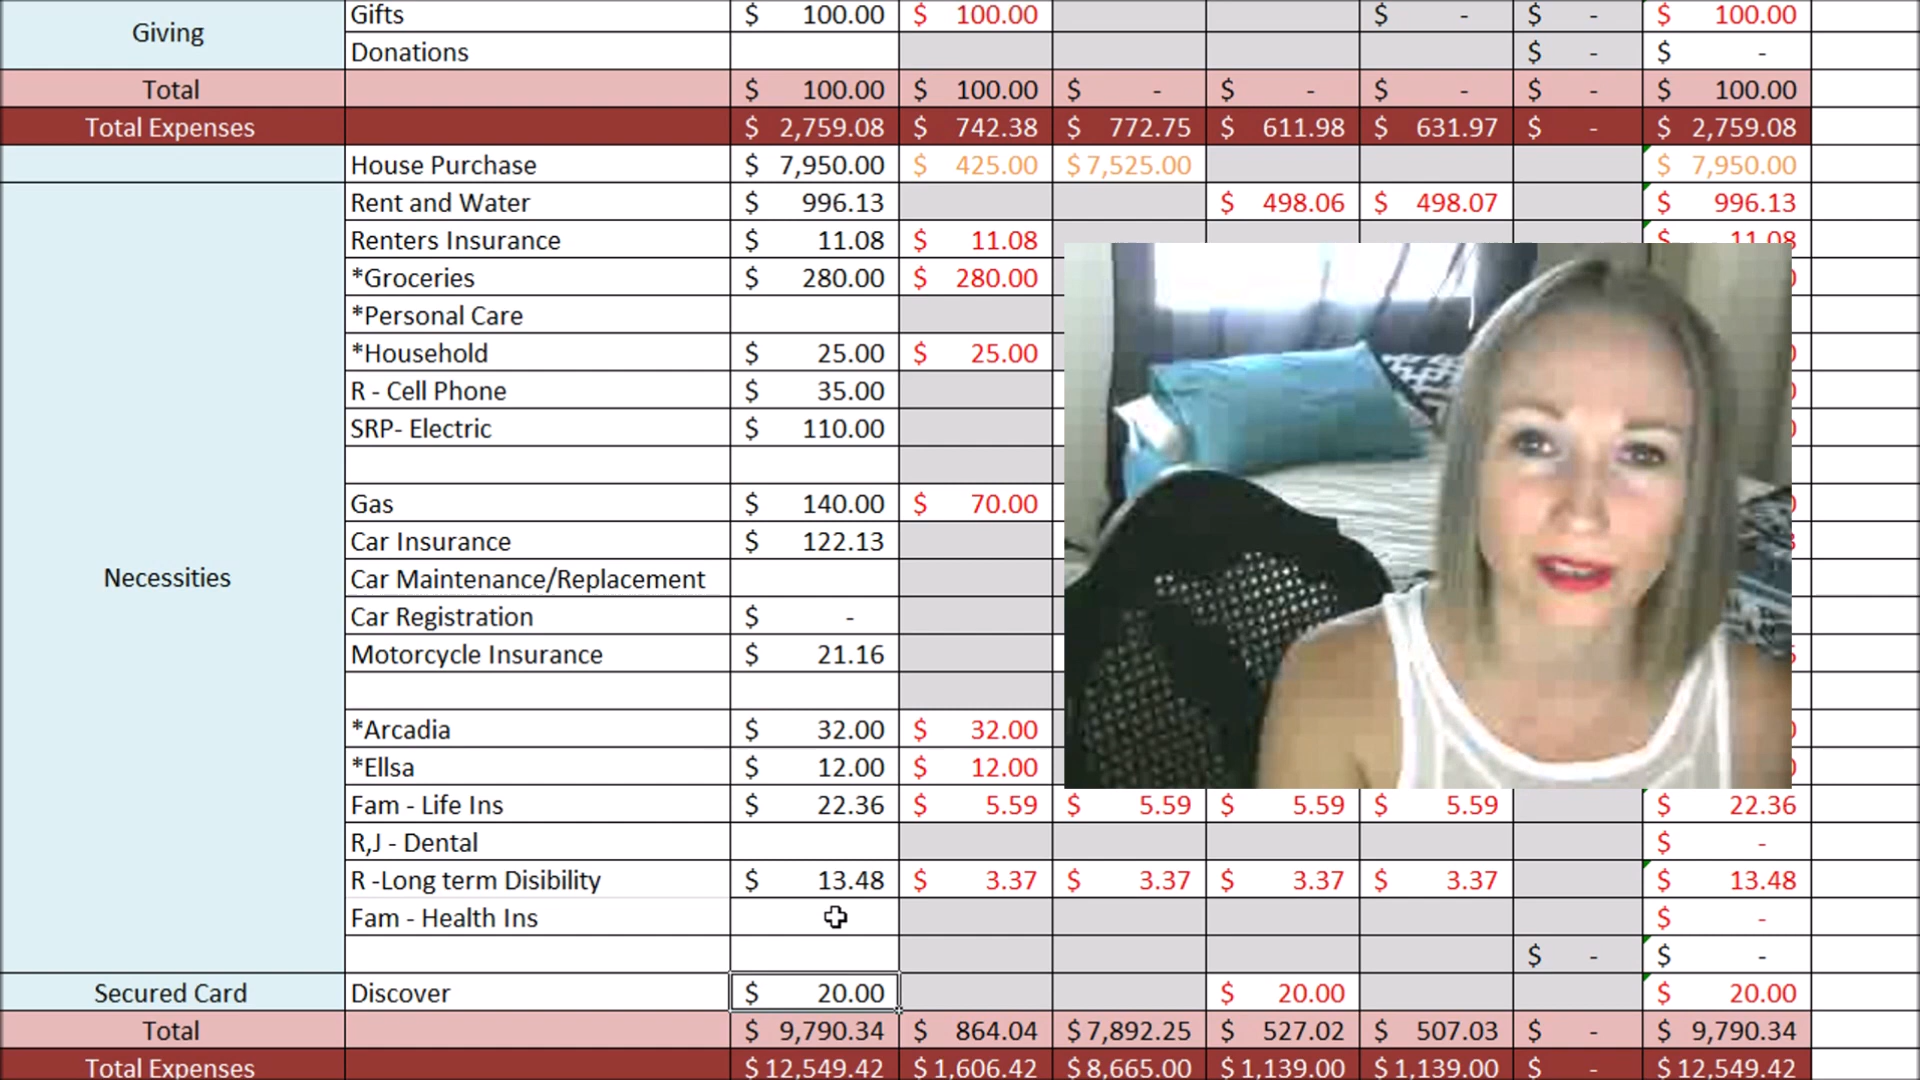 Gifts $ 100.00 $ 100.00 $ - $ - $ 100.00
Giving
Donations $ - $ -
Total $ 100.00 $ 100.00 $ - $ - $ - $ - $ 100.00
Total Expenses $ 2,759.08 $ 742.38 $ 772.75 $ 611.98 $ 631.97 $ - $ 2,759.08
House Purchase $ 7,950.00 $ 425.00 $ 7,525.00 $ 7,950.00
Rent and Water $ 996.13 $ 498.06 $ 498.07 $ 996.13
Renters Insurance $ 11.08 $ 11.08 $ 11.08
*Groceries $ 280.00 $ 280.00
*Personal Care
*Household $ 25.00 $ 25.00
R - Cell Phone $ 35.00
SRP- Electric $ 110.00
Gas $ 140.00 $ 70.00
Car Insurance $ 122.13
Necessities
Car Maintenance/Replacement
Car Registration $ -
Motorcycle Insurance $ 21.16
*Arcadia $ 32.00 $ 32.00
*Ellsa $ 12.00 $ 12.00
Fam - Life Ins $ 22.36 $ 5.59 $ 5.59 $ 5.59 $ 5.59 $ 22.36
R,J - Dental $ -
R -Long term Disibility $ 13.48 $ 3.37 $ 3.37 $ 3.37 $ 3.37 $ 13.48
Fam - Health Ins $ -
$ - $ -
Secured Card Discover $ 20.00 $ 20.00 $ 20.00
Total $ 9,790.34 $ 864.04 $ 7,892.25 $ 527.02 $ 507.03 $ - $ 9,790.34
Total Expenses $ 12,549.42 $ 1,606.42 $ 8,665.00 $ 1,139.00 $ 1,139.00 $ - $ 12,549.42